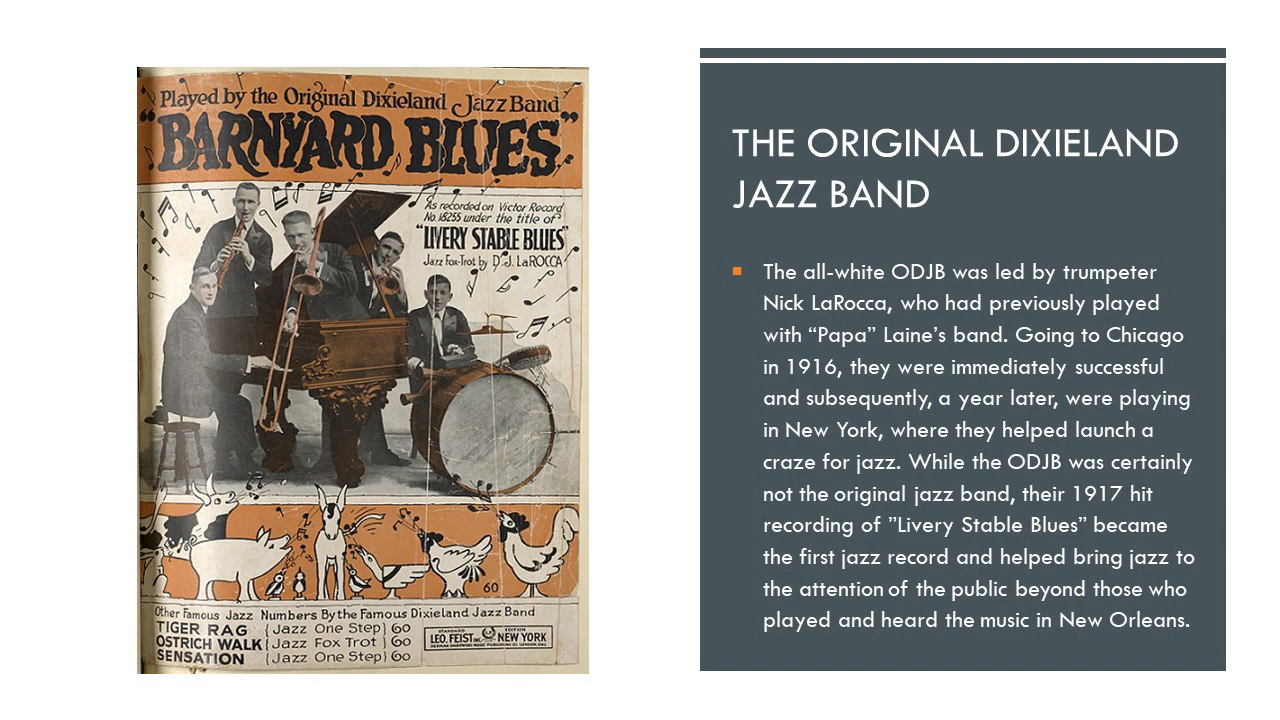 Played by the Original Dixieland Jazz Band
"BARNYARD BLUES"
As recorded on Victor Record
No. 18255 under the title of
"LIVERY STABLE BLUES"
Jazz Fox-Trot by D. J. LaROCCA
60
Other Famous Jazz Numbers By the Famous Dixieland Jazz Band
TIGER RAG {Jazz One Step} 60
OSTRICH WALK {Jazz Fox Trot} 60
SENSATION {Jazz One Step} 60
STANDARD EDITION
LEO. FEIST INC. NEW YORK
THE ORIGINAL DIXIELAND
JAZZ BAND
The all-white ODJB was led by trumpeter
Nick LaRocca, who had previously played
with “Papa” Laine’s band. Going to Chicago
in 1916, they were immediately successful
and subsequently, a year later, were playing
in New York, where they helped launch a
craze for jazz. While the ODJB was certainly
not the original jazz band, their 1917 hit
recording of ”Livery Stable Blues” became
the first jazz record and helped bring jazz to
the attention of the public beyond those who
played and heard the music in New Orleans.